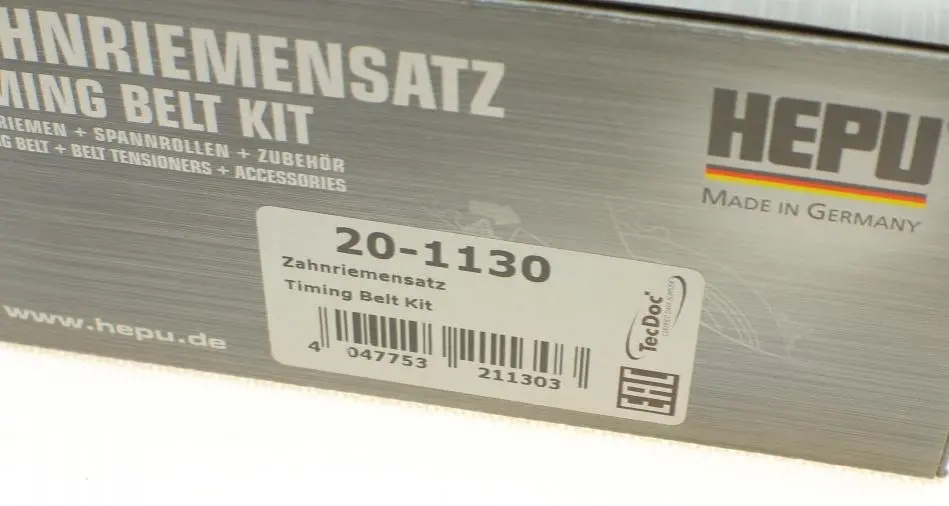 HNRIEMENSATZ
MING BELT KIT
RIEMEN + SPANNROLLEN + ZUBEHÖR
G BELT + BELT TENSIONERS + ACCESSORIES
HEPU
MADE IN GERMANY
20-1130
Zahnriemensatz
Timing Belt Kit
4 047753 211303
TecDoc
EAC
www.hepu.de